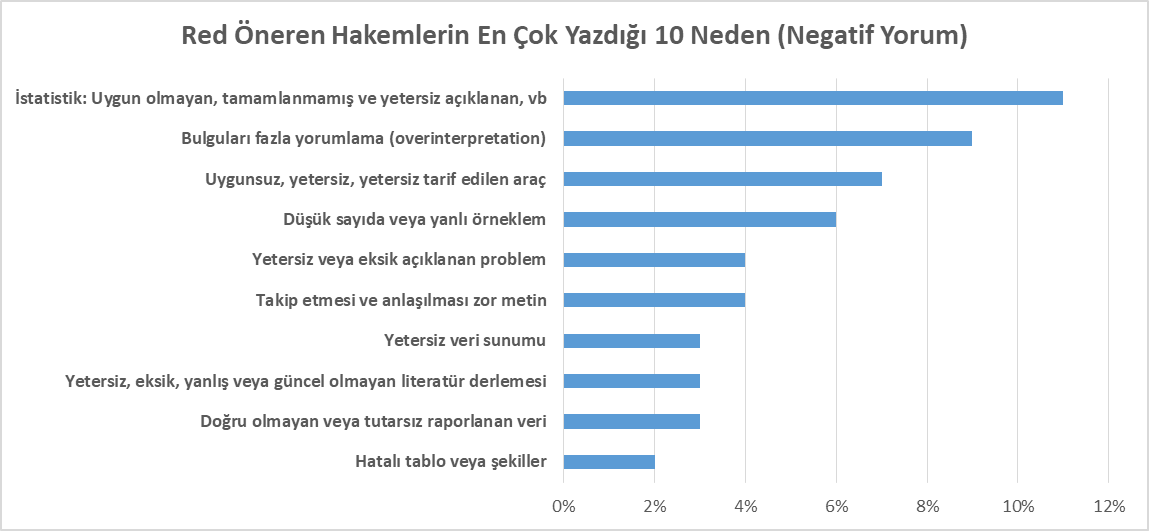 Red Öneren Hakemlerin En Çok Yazdığı 10 Neden (Negatif Yorum)
İstatistik: Uygun olmayan, tamamlanmamış ve yetersiz açıklanan, vb
Bulguları fazla yorumlama (overinterpretation)
Uygunsuz, yetersiz, yetersiz tarif edilen araç
Düşük sayıda veya yanlı örneklem
Yetersiz veya eksik açıklanan problem
Takip etmesi ve anlaşılması zor metin
Yetersiz veri sunumu
Yetersiz, eksik, yanlış veya güncel olmayan literatür derlemesi
Doğru olmayan veya tutarsız raporlanan veri
Hatalı tablo veya şekiller
0% 2% 4% 6% 8% 10% 12%